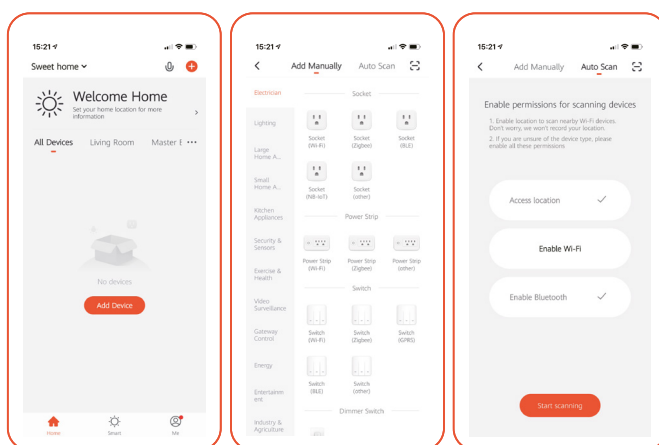 15:21
Sweet home
Welcome Home
Set your home location for more
information
All Devices
Living Room
Master E
No devices
Add Device
Home
Smart
Me
15:21
Add Manually
Auto Scan
Electrician
Lighting
Large
Home A...
Small
Home A...
Kitchen
Appliances
Security &
Sensors
Exercise &
Health
Video
Surveillance
Gateway
Control
Energy
Entertainm
ent
Industry &
Agriculture
Socket
Socket
(Wi-Fi)
Socket
(Zigbee)
Socket
(BLE)
Socket
(NB-IoT)
Socket
(other)
Power Strip
Power Strip
(Wi-Fi)
Power Strip
(Zigbee)
Power Strip
(other)
Switch
Switch
(Wi-Fi)
Switch
(Zigbee)
Switch
(GPRS)
Switch
(BLE)
Switch
(other)
Dimmer Switch
15:21
Add Manually
Auto Scan
Enable permissions for scanning devices
1. Enable location to scan nearby Wi-Fi devices.
Don't worry, we won't record your location.
2. If you are unsure of the device type, please
enable all these permissions
Access location
Enable Wi-Fi
Enable Bluetooth
Start scanning